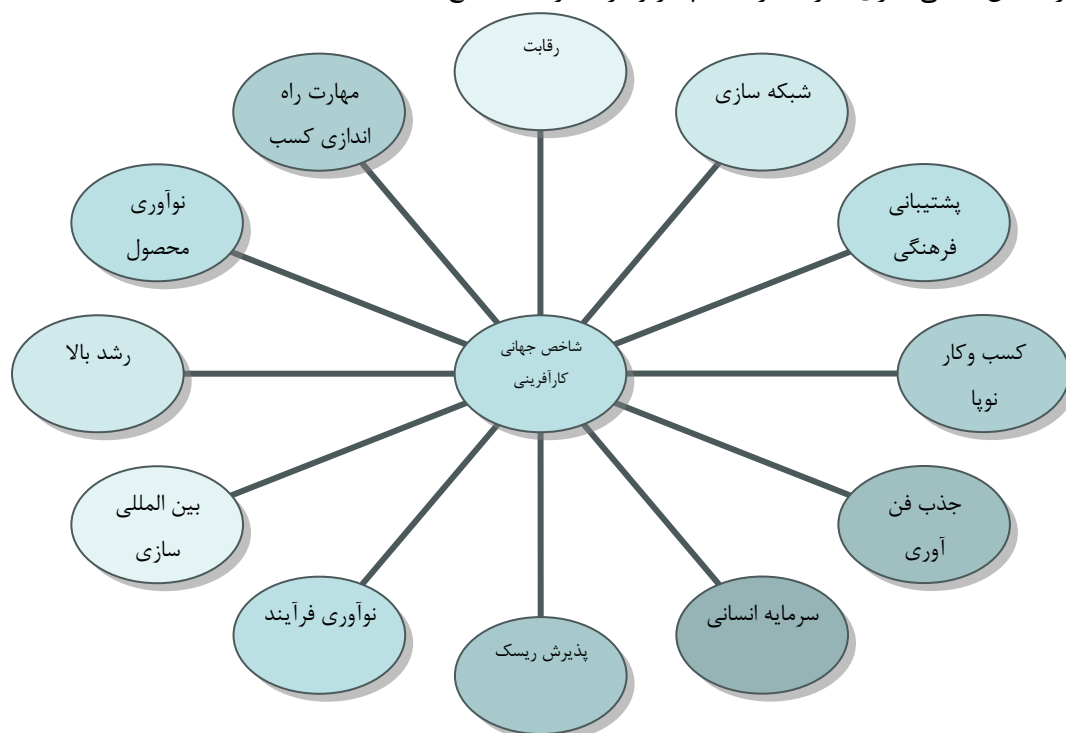 رقابت
شبکه سازی
پشتیبانی
فرهنگی
کسب وکار
نوپا
جذب فن
آوری
سرمایه انسانی
پذیرش ریسک
نوآوری فرآیند
بین المللی
سازی
رشد بالا
نوآوری
محصول
مهارت راه
اندازی کسب
شاخص جهانی
کارآفرینی